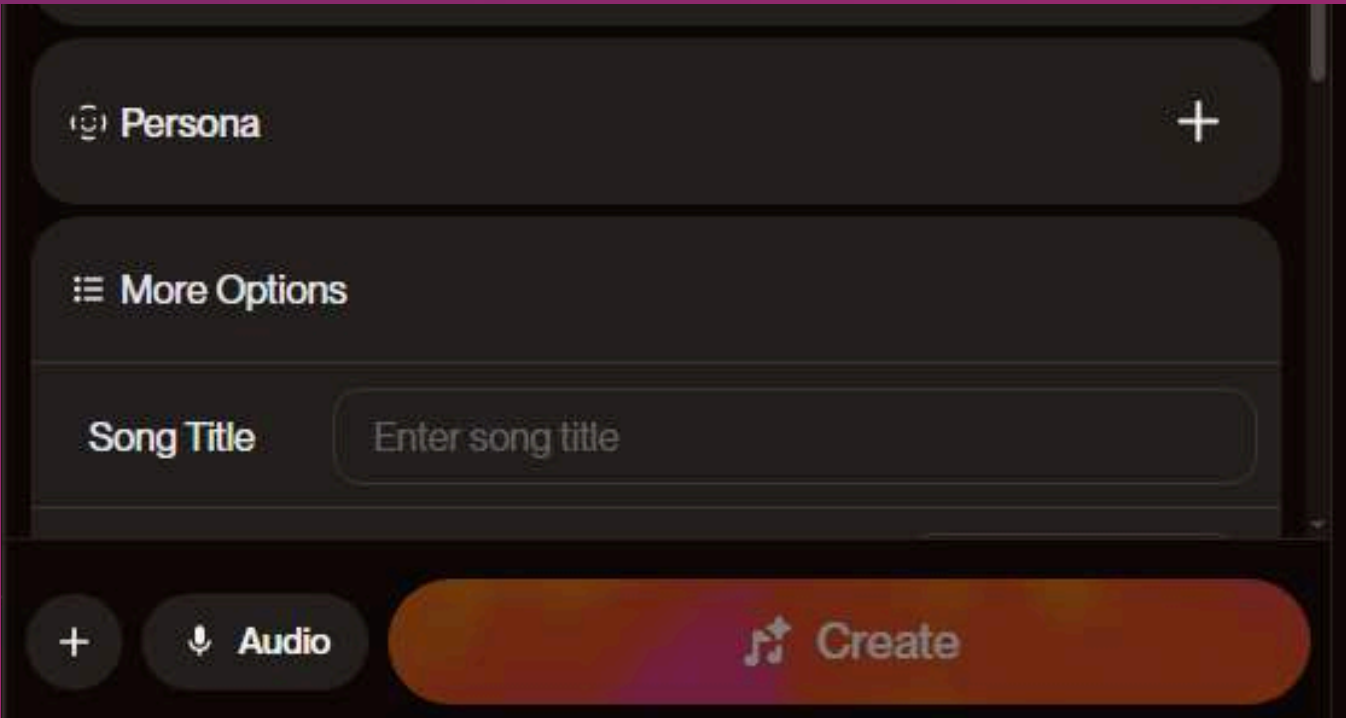 Persona
More Options
Song Title
Enter song title
Audio
Create